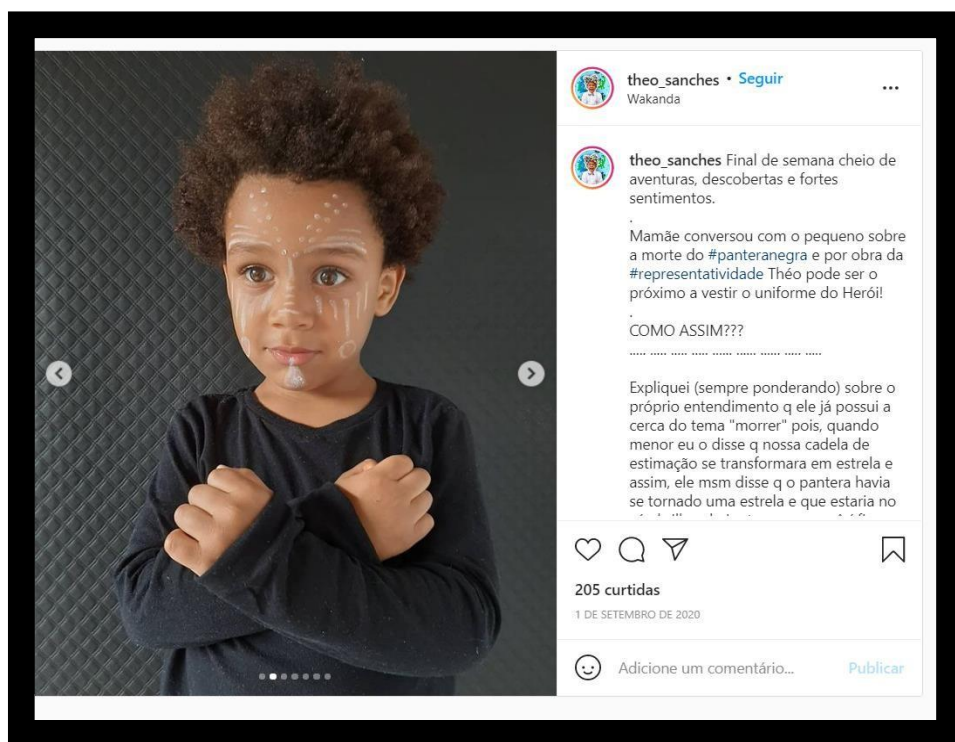 theo_sanches • Seguir
Wakanda
theo_sanches Final de semana cheio de
aventuras, descobertas e fortes
sentimentos.
.
Mamãe conversou com o pequeno sobre
a morte do #panteranegra e por obra da
#representatividade Théo pode ser o
próximo a vestir o uniforme do Herói!
.
COMO ASSIM???
..... ..... ..... ..... ...... ...... ..... ..... .....
Expliquei (sempre ponderando) sobre o
próprio entendimento q ele já possui a
cerca do tema "morrer" pois, quando
menor eu o disse q nossa cadela de
estimação se transformara em estrela e
assim, ele msm disse q o pantera havia
se tornado uma estrela e que estaria no
205 curtidas
1 DE SETEMBRO DE 2020
Adicione um comentário... Publicar